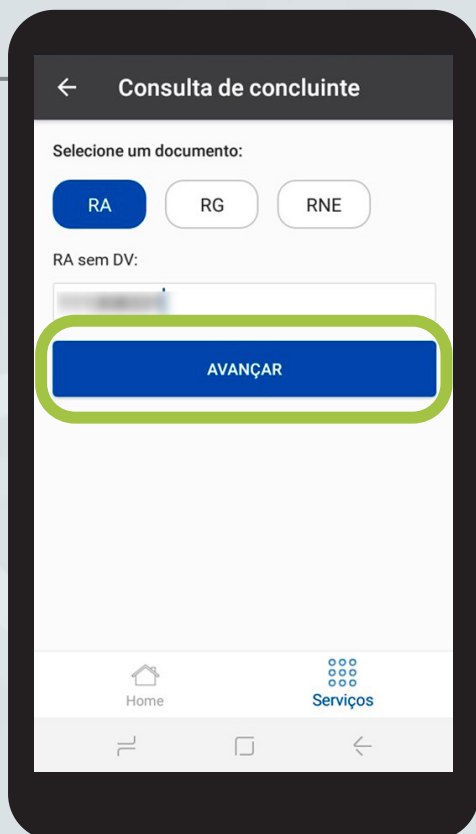 Consulta de concluinte
Selecione um documento:
RA RG RNE
RA sem DV:
AVANÇAR
Home Serviços